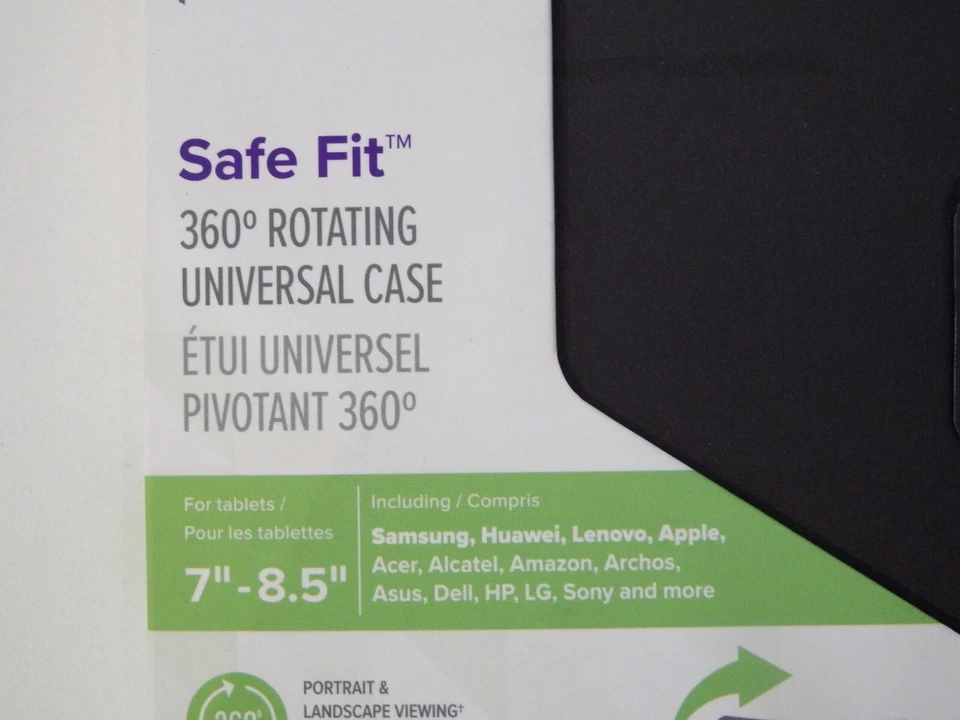 Safe Fit™
360º ROTATING
UNIVERSAL CASE
ÉTUI UNIVERSEL
PIVOTANT 360º
For tablets /
Pour les tablettes
7"-8.5"
Including / Compris
Samsung, Huawei, Lenovo, Apple,
Acer, Alcatel, Amazon, Archos,
Asus, Dell, HP, LG, Sony and more
360º
PORTRAIT &
LANDSCAPE VIEWING†